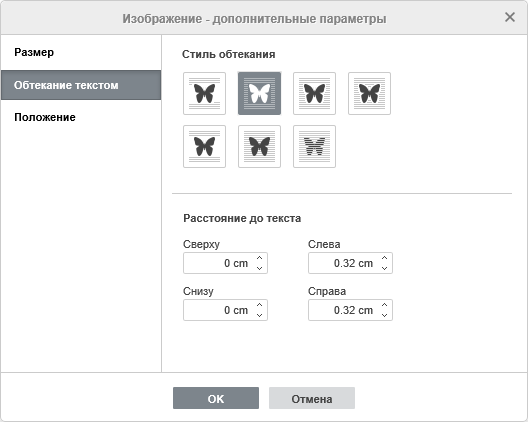 Изображение - дополнительные параметры
Размер
Обтекание текстом
Положение
Стиль обтекания
Расстояние до текста
Сверху
Слева
0 cm
0.32 cm
Снизу
Справа
0 cm
0.32 cm
OK
Отмена